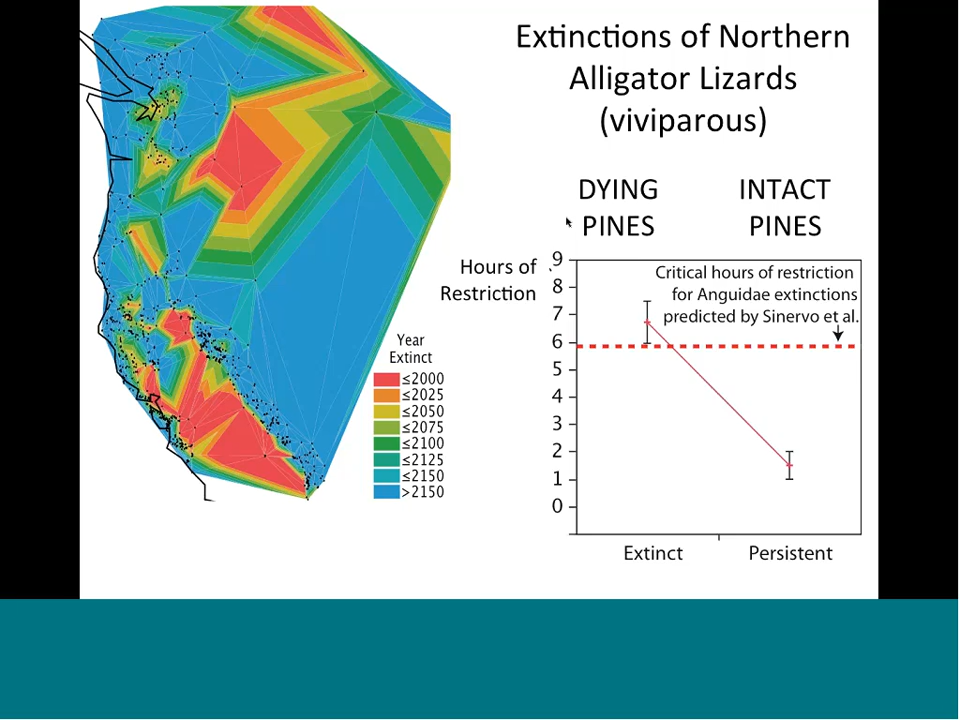 Extinctions of Northern
Alligator Lizards
(viviparous)
DYING
PINES
INTACT
PINES
Hours of
Restriction
9
8
7
6
5
4
3
2
1
0
Critical hours of restriction
for Anguidae extinctions
predicted by Sinervo et al.
Extinct
Persistent
Year
Extinct
≤2000
≤2025
≤2050
≤2075
≤2100
≤2125
≤2150
>2150